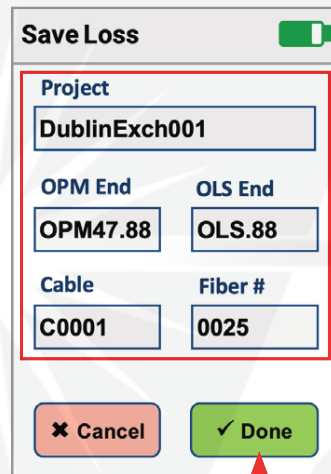 Save Loss
Project
DublinExch001
OPM End OLS End
OPM47.88 OLS.88
Cable Fiber #
C0001 0025
✖ Cancel ✓ Done